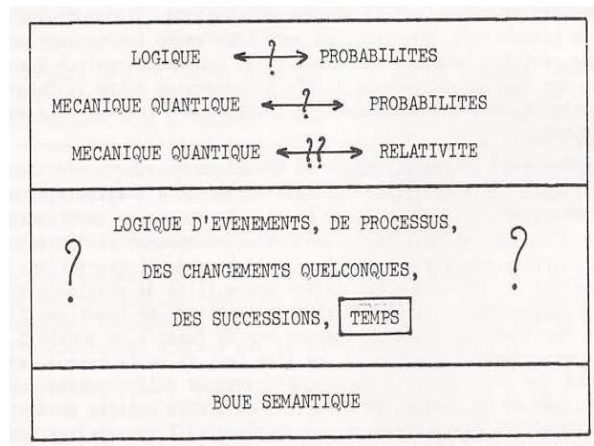 LOGIQUE ←?→ PROBABILITES
MECANIQUE QUANTIQUE ←?→ PROBABILITES
MECANIQUE QUANTIQUE ←??→ RELATIVITE
? LOGIQUE D'EVENEMENTS, DE PROCESSUS, ?
DES CHANGEMENTS QUELCONQUES,
DES SUCCESSIONS, TEMPS
BOUE SEMANTIQUE